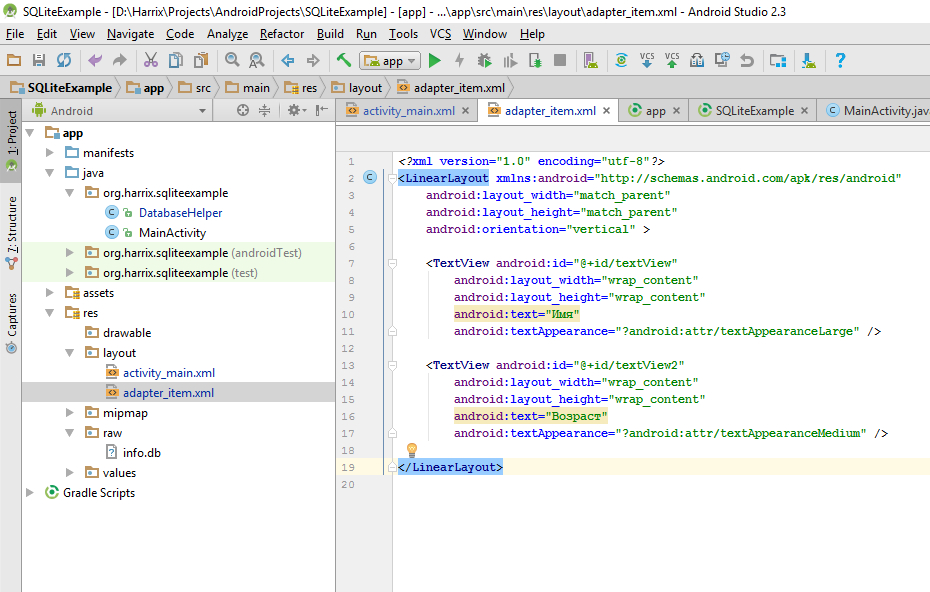 SQLiteExample - [D:\Harrix\Projects\AndroidProjects\SQLiteExample] - [app] - ...\app\src\main\res\layout\adapter_item.xml - Android Studio 2.3
File Edit View Navigate Code Analyze Refactor Build Run Tools VCS Window Help
app VCS VCS ?
SQLiteExample app src main res layout adapter_item.xml
Android activity_main.xml × adapter_item.xml × app × SQLiteExample × MainActivity.java
1: Project
7: Structure
Captures
app
manifests
java
org.harrix.sqliteexample
C DatabaseHelper
C MainActivity
org.harrix.sqliteexample (androidTest)
org.harrix.sqliteexample (test)
assets
res
drawable
layout
activity_main.xml
adapter_item.xml
mipmap
raw
info.db
values
Gradle Scripts
1 <?xml version="1.0" encoding="utf-8"?>
2 C <LinearLayout xmlns:android="http://schemas.android.com/apk/res/android"
3 android:layout_width="match_parent"
4 android:layout_height="match_parent"
5 android:orientation="vertical" >
6
7 <TextView android:id="@+id/textView"
8 android:layout_width="wrap_content"
9 android:layout_height="wrap_content"
10 android:text="Имя"
11 android:textAppearance="?android:attr/textAppearanceLarge" />
12
13 <TextView android:id="@+id/textView2"
14 android:layout_width="wrap_content"
15 android:layout_height="wrap_content"
16 android:text="Возраст"
17 android:textAppearance="?android:attr/textAppearanceMedium" />
18
19 </LinearLayout>
20